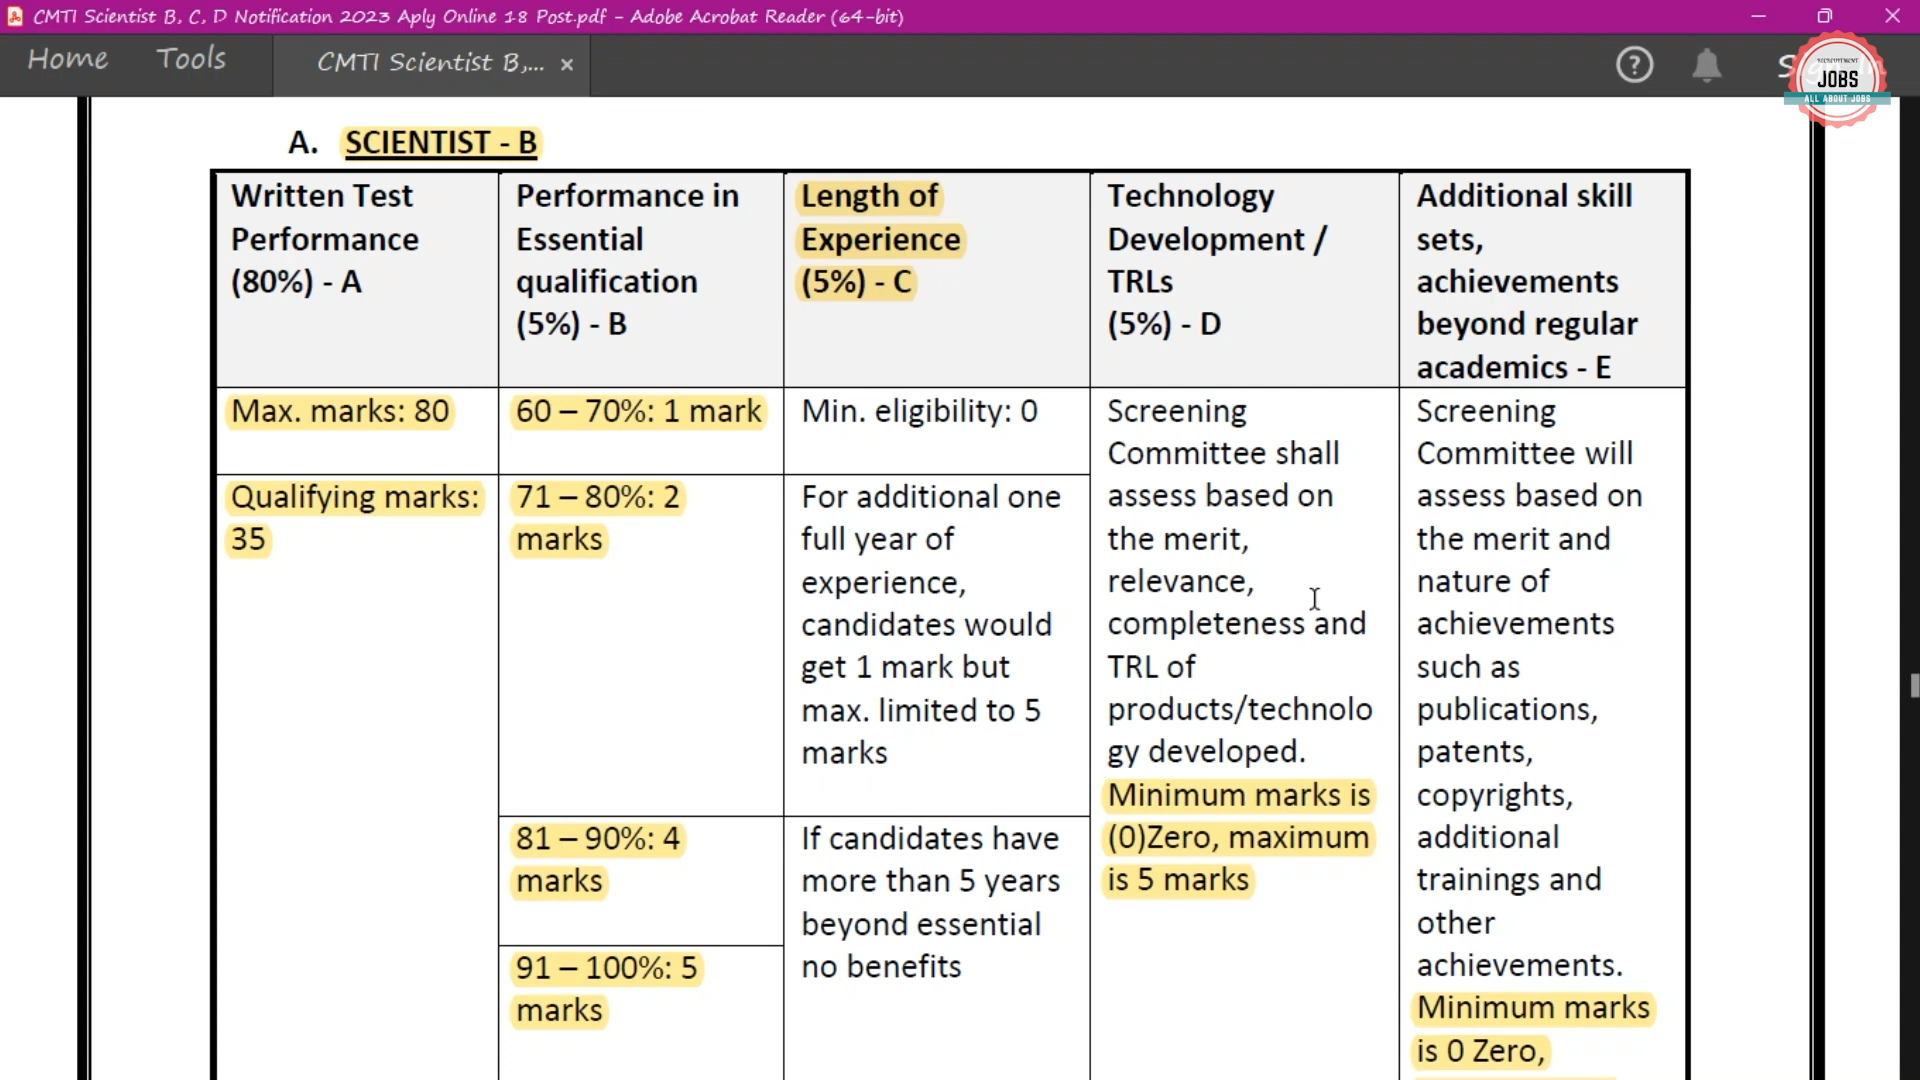 CMTI Scientist B, C, D Notification 2023 Aply Online 18 Post.pdf - Adobe Acrobat Reader (64-bit)
Home
Tools
CMTI Scientist B,...
RECRUITMENT
JOBS
ALL ABOUT JOBS
A. SCIENTIST - B
Written Test
Performance
(80%) - A
Performance in
Essential
qualification
(5%) - B
Length of
Experience
(5%) - C
Technology
Development /
TRLs
(5%) - D
Additional skill
sets,
achievements
beyond regular
academics - E
Max. marks: 80
60 – 70%: 1 mark
Min. eligibility: 0
Screening
Committee shall
assess based on
the merit,
relevance,
completeness and
TRL of
products/technolo
gy developed.
Minimum marks is
(0)Zero, maximum
is 5 marks
Screening
Committee will
assess based on
the merit and
nature of
achievements
such as
publications,
patents,
copyrights,
additional
trainings and
other
achievements.
Minimum marks
is 0 Zero,
Qualifying marks:
35
71 – 80%: 2
marks
For additional one
full year of
experience,
candidates would
get 1 mark but
max. limited to 5
marks
81 – 90%: 4
marks
If candidates have
more than 5 years
beyond essential
no benefits
91 – 100%: 5
marks